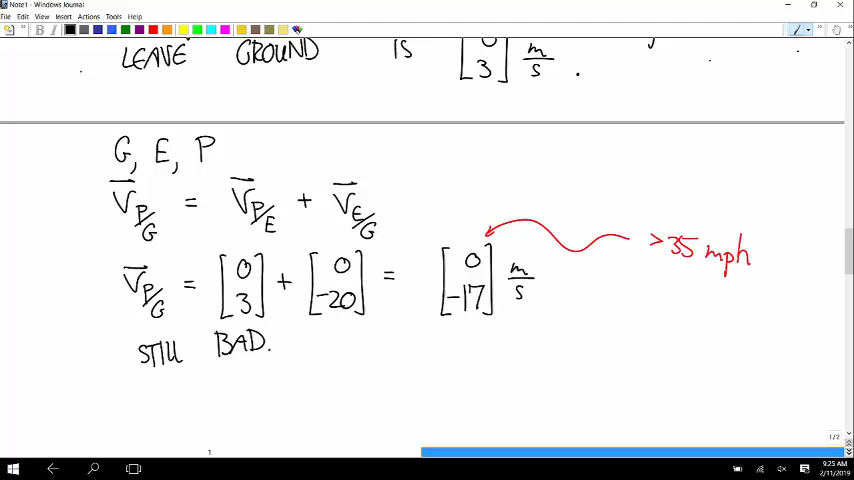 Note1 - Windows Journal
File Edit View Insert Actions Tools Help
B I
LEAVE GROUND IS [0 3] m/s .
G, E, P
V P/G = V P/E + V E/G
V P/G = [0 3] + [0 -20] = [0 -17] m/s
>35 mph
STILL BAD.
1/2
1
9:25 AM
2/11/2019